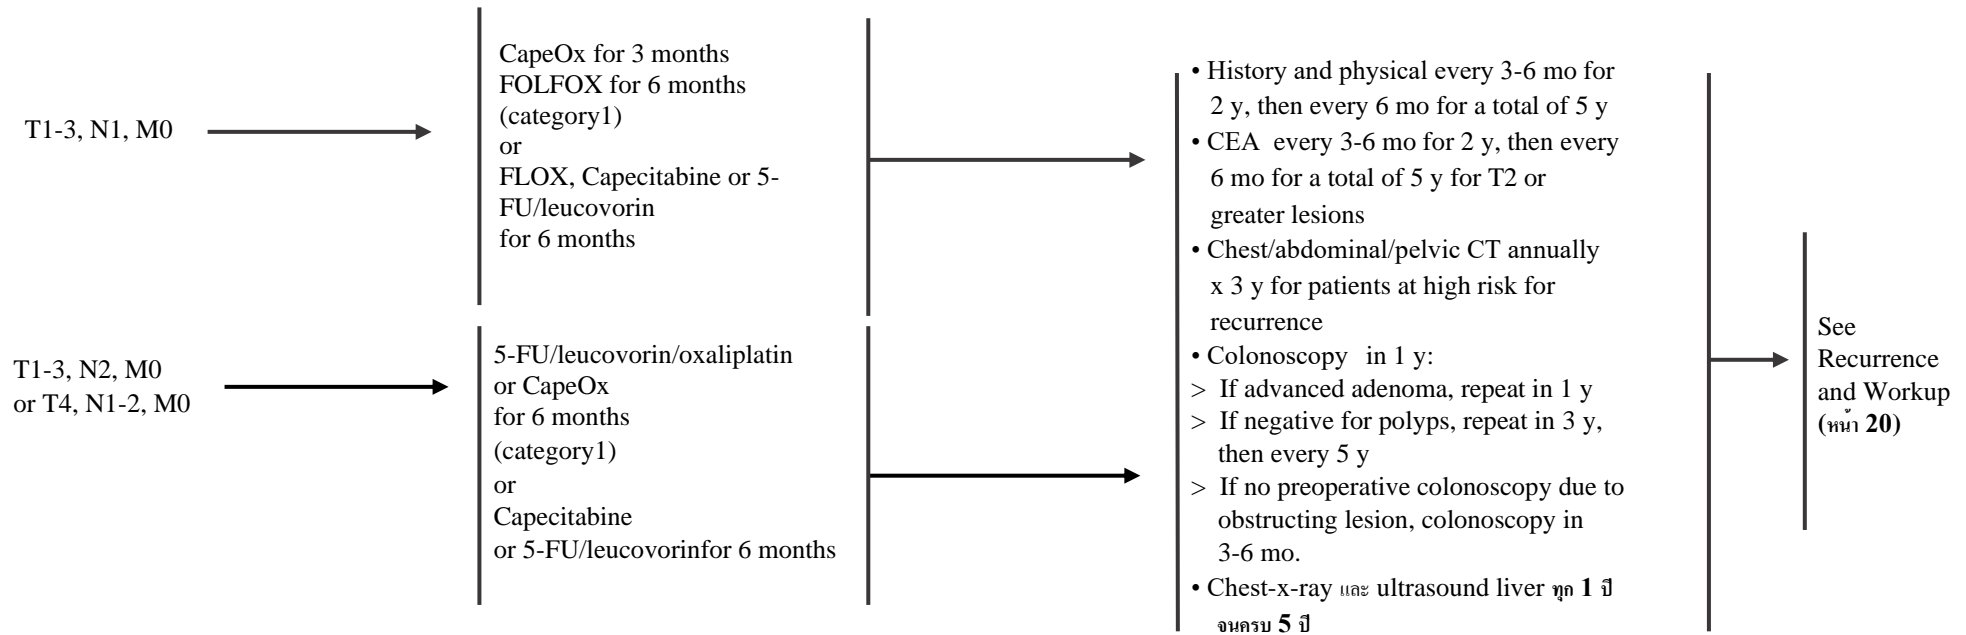 T1-3, N1, M0
CapeOx for 3 months
FOLFOX for 6 months
(category1)
or
FLOX, Capecitabine or 5-
FU/leucovorin
for 6 months
T1-3, N2, M0
or T4, N1-2, M0
5-FU/leucovorin/oxaliplatin
or CapeOx
for 6 months
(category1)
or
Capecitabine
or 5-FU/leucovorinfor 6 months
• History and physical every 3-6 mo for
2 y, then every 6 mo for a total of 5 y
• CEA every 3-6 mo for 2 y, then every
6 mo for a total of 5 y for T2 or
greater lesions
• Chest/abdominal/pelvic CT annually
x 3 y for patients at high risk for
recurrence
• Colonoscopy in 1 y:
> If advanced adenoma, repeat in 1 y
> If negative for polyps, repeat in 3 y,
then every 5 y
> If no preoperative colonoscopy due to
obstructing lesion, colonoscopy in
3-6 mo.
• Chest-x-ray และ ultrasound liver ทุก 1 ปี
จนครบ 5 ปี
See
Recurrence
and Workup
(หน้า 20)